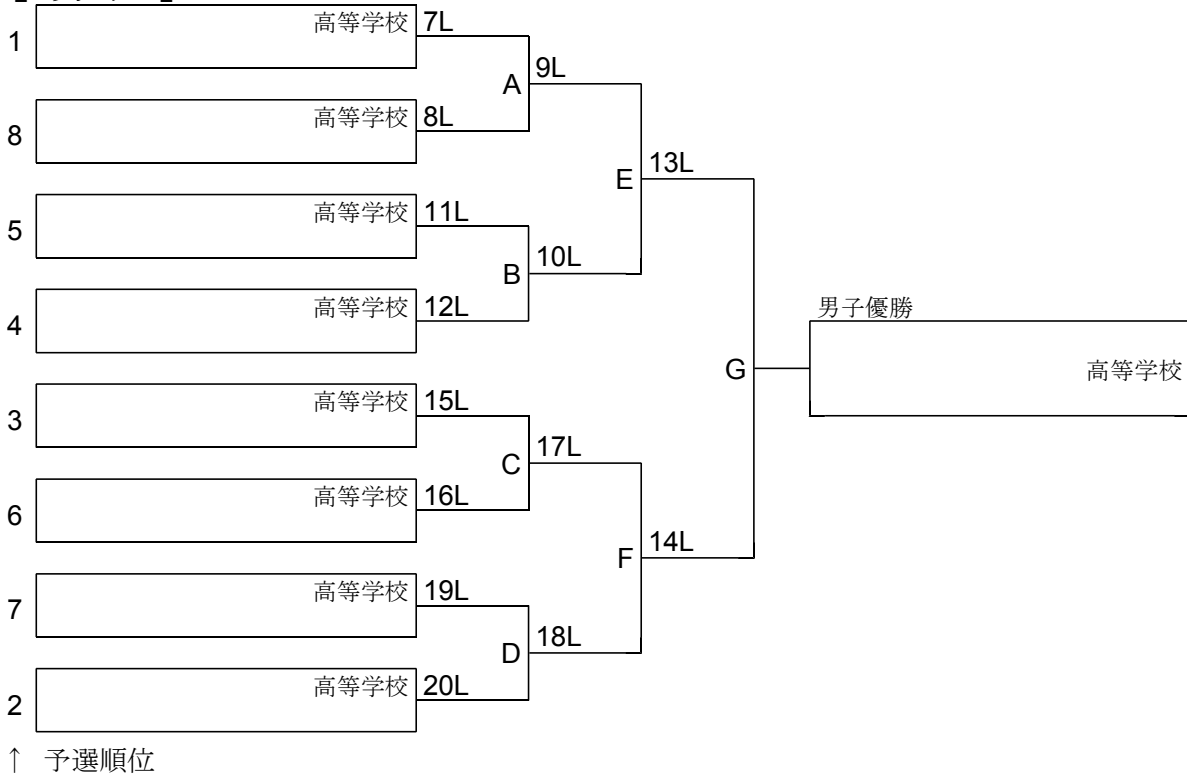 高等学校 7L
1
A 9L
高等学校 8L
8
E 13L
高等学校 11L
5
B 10L
高等学校 12L
4
男子優勝
G 高等学校
高等学校 15L
3
C 17L
高等学校 16L
6
F 14L
高等学校 19L
7
D 18L
高等学校 20L
2
↑ 予選順位